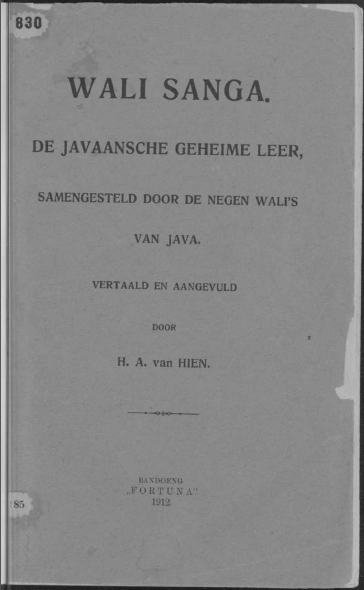 830
WALI SANGA.
DE JAVAANSCHE GEHEIME LEER,
SAMENGESTELD DOOR DE NEGEN WALI'S
VAN JAVA.
VERTAALD EN AANGEVULD
DOOR
H. A. van HIEN.
BANDOENG
„FORTUNA"
1912
85